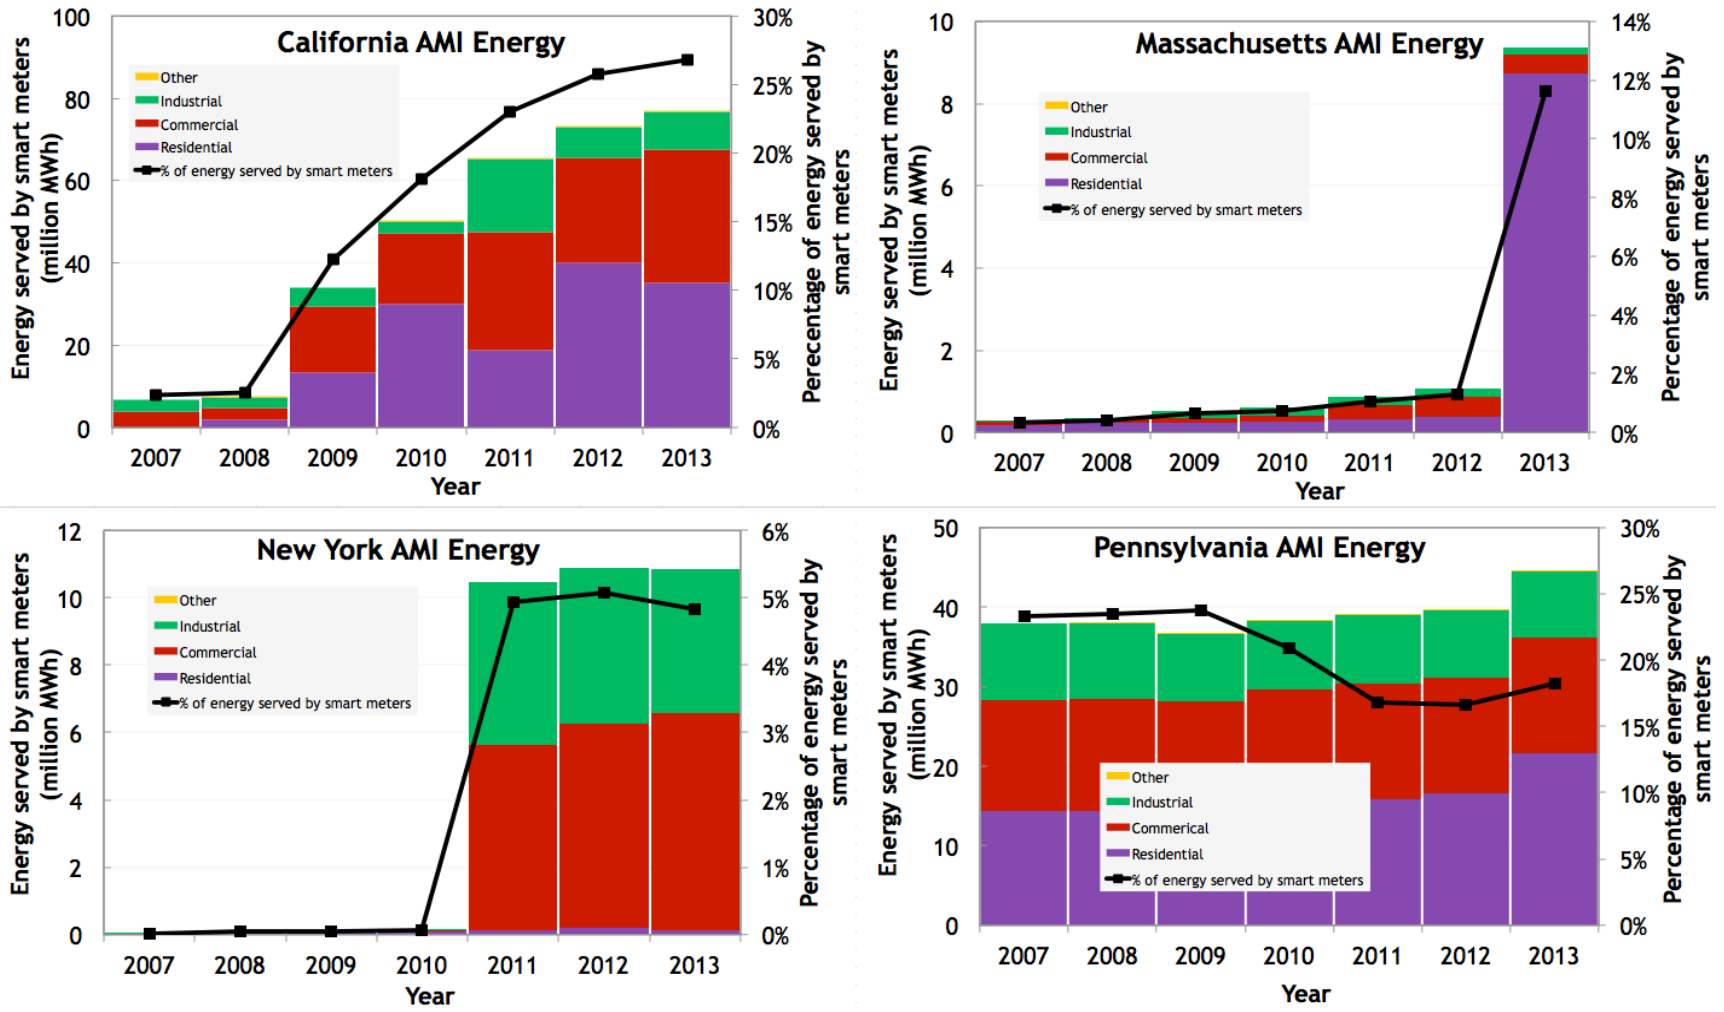 California AMI Energy
Energy served by smart meters
(million MWh)
100
80
60
40
20
0
Other
Industrial
Commercial
Residential
% of energy served by smart meters
30%
25%
20%
15%
10%
5%
0%
Perecentage of energy served by
smart meters
2007 2008 2009 2010 2011 2012 2013
Year
Massachusetts AMI Energy
Energy served by smart meters
(million MWh)
10
8
6
4
2
0
Other
Industrial
Commercial
Residential
% of energy served by smart meters
14%
12%
10%
8%
6%
4%
2%
0%
Percentage of energy served by
smart meters
2007 2008 2009 2010 2011 2012 2013
Year
New York AMI Energy
Energy served by smart meters
(million MWh)
12
10
8
6
4
2
0
Other
Industrial
Commercial
Residential
% of energy served by smart meters
6%
5%
4%
3%
2%
1%
0%
Percentage of energy served by
smart meters
2007 2008 2009 2010 2011 2012 2013
Year
Pennsylvania AMI Energy
Energy served by smart meters
(million MWh)
50
40
30
20
10
0
Other
Industrial
Commerical
Residential
% of energy served by smart meters
30%
25%
20%
15%
10%
5%
0%
Percentage of energy served by
smart meters
2007 2008 2009 2010 2011 2012 2013
Year